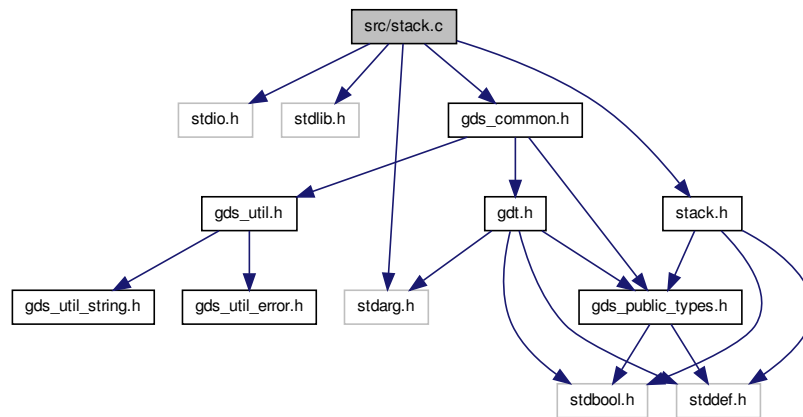 src/stack.c
stdio.h
stdlib.h
gds_common.h
gds_util.h
gdt.h
stack.h
gds_util_string.h
gds_util_error.h
stdarg.h
gds_public_types.h
stdbool.h
stddef.h